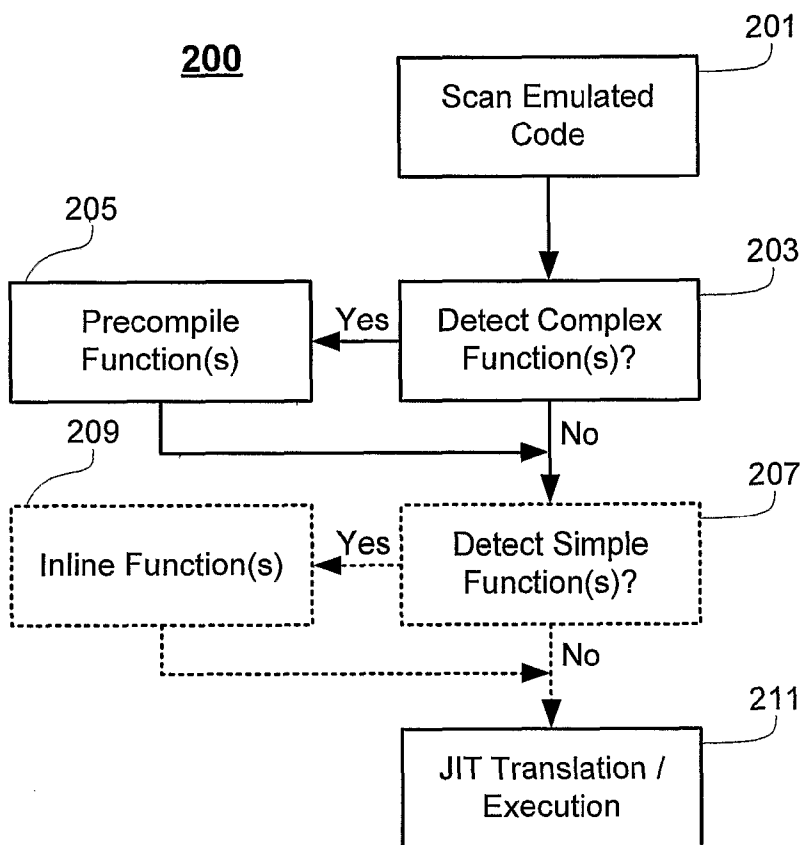 200
201
Scan Emulated
Code
205
203
Precompile
Function(s)
Yes
Detect Complex
Function(s)?
No
209
207
Inline Function(s)
Yes
Detect Simple
Function(s)?
No
211
JIT Translation /
Execution